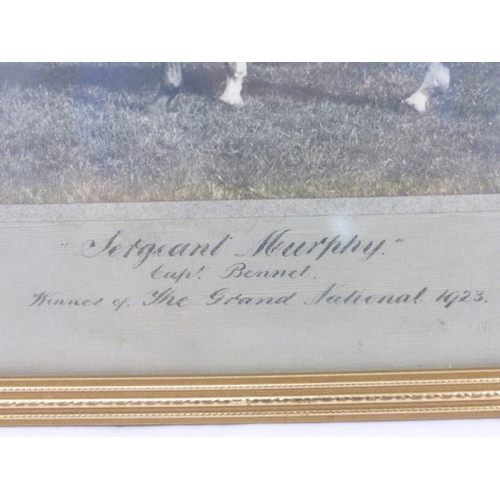 "Sergeant Murphy."
Capt. Bennet.
Winner of. The Grand National 1923.